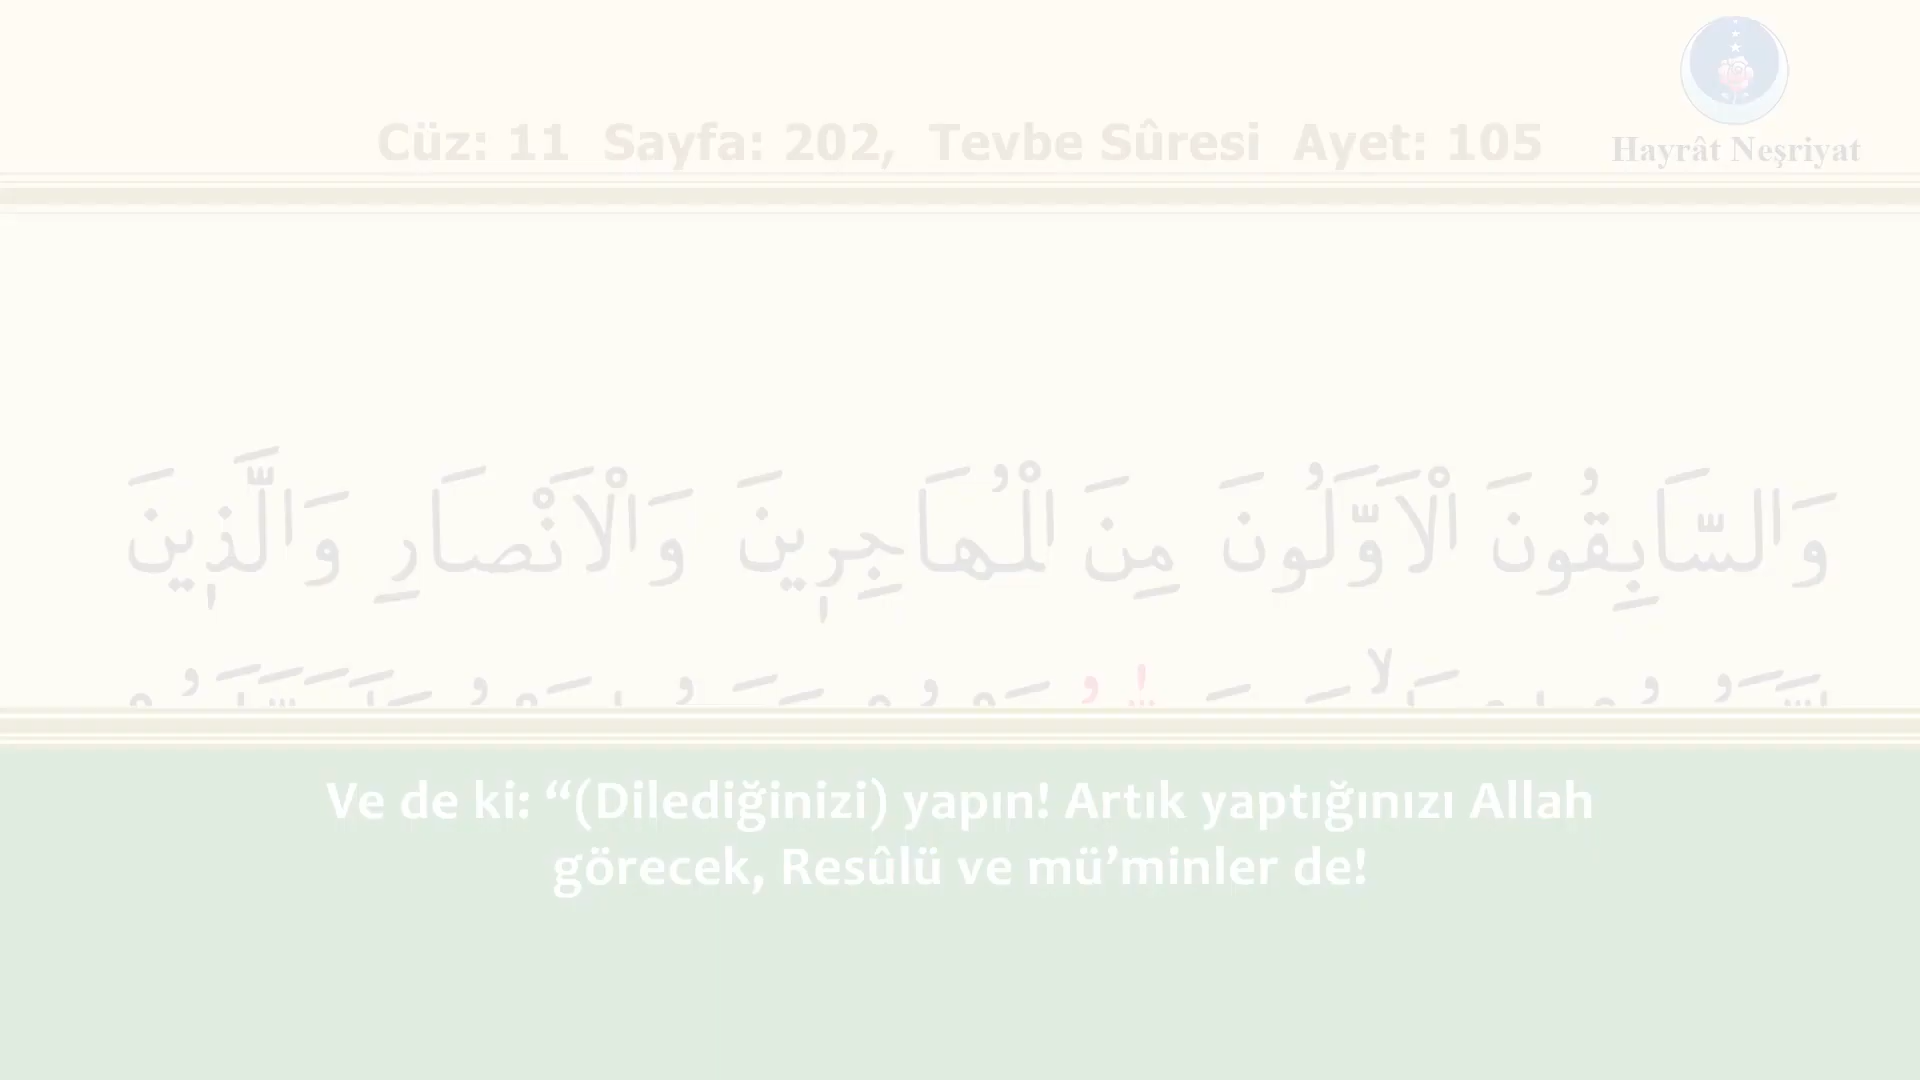 Cüz: 11 Sayfa: 202, Tevbe Sûresi Ayet: 105
Hayrât Neşriyat
وَالسَّابِقُونَ الْاَوَّلُونَ مِنَ الْمُهَاجِرٖينَ وَالْاَنْصَارِ وَالَّذٖينَ
Ve de ki: “(Dilediğinizi) yapın! Artık yaptığınızı Allah
görecek, Resûlü ve mü’minler de!